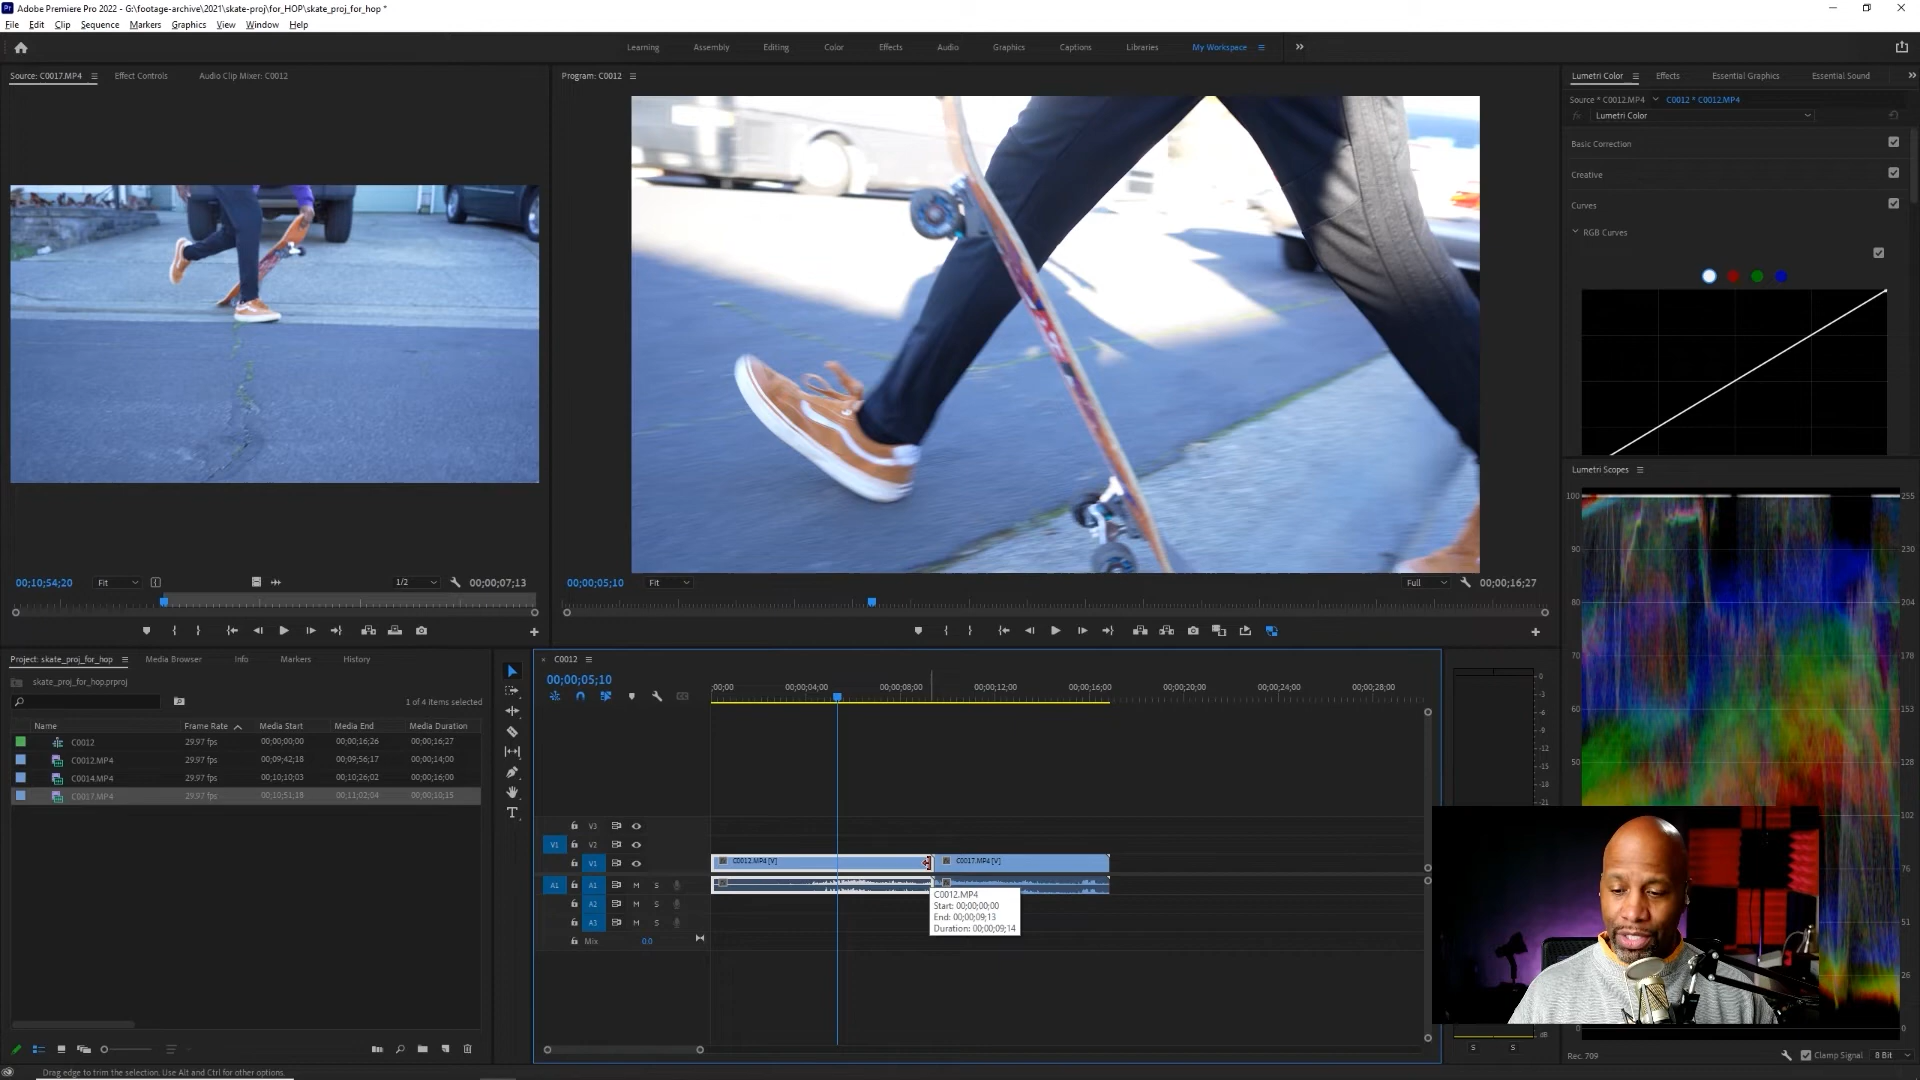 Adobe Premiere Pro 2022 - G:\footage-archive\2021\skate-proj\for_HOP\skate_proj_for_hop *
File Edit Clip Sequence Markers Graphics View Window Help
Learning Assembly Editing Color Effects Audio Graphics Captions Libraries My Workspace
Source: C0017.MP4 Effect Controls Audio Clip Mixer: C0012
Program: C0012
Lumetri Color Effects Essential Graphics Essential Sound
Source * C0012.MP4 C0012 * C0012.MP4
fx Lumetri Color
Basic Correction
Creative
Curves
RGB Curves
00;10;54;20 Fit 1/2 00;00;07;13
00;00;05;10 Fit Full 00;00;16;27
Lumetri Scopes
100 255
90 230
80 204
70 178
60 153
50 128
102
51
26
0
Rec. 709 Clamp Signal 8 Bit
Project: skate_proj_for_hop Media Browser Info Markers History
skate_proj_for_hop.prproj
1 of 4 items selected
Name Frame Rate Media Start Media End Media Duration
C0012 29.97 fps 00;00;00;00 00;00;16;26 00;00;16;27
C0012.MP4 29.97 fps 00;09;42;18 00;09;56;17 00;00;14;00
C0014.MP4 29.97 fps 00;10;10;03 00;10;26;02 00;00;16;00
C0017.MP4 29.97 fps 00;10;51;18 00;11;02;04 00;00;10;15
C0012
00;00;05;10
;00;00 00;00;04;00 00;00;08;00 00;00;12;00 00;00;16;00 00;00;20;00 00;00;24;00 00;00;28;00
V3
V1 V2
V1
A1 A1 M S
A2 M S
A3 M S
Mix 0.0
C0012.MP4 [V] C0017.MP4 [V]
C0012.MP4
Start: 00;00;00;00
End: 00;00;09;13
Duration: 00;00;09;14
0
-3
-6
-9
-12
-15
-18
-21
dB
S S
T
Drag edge to trim the selection. Use Alt and Ctrl for other options.